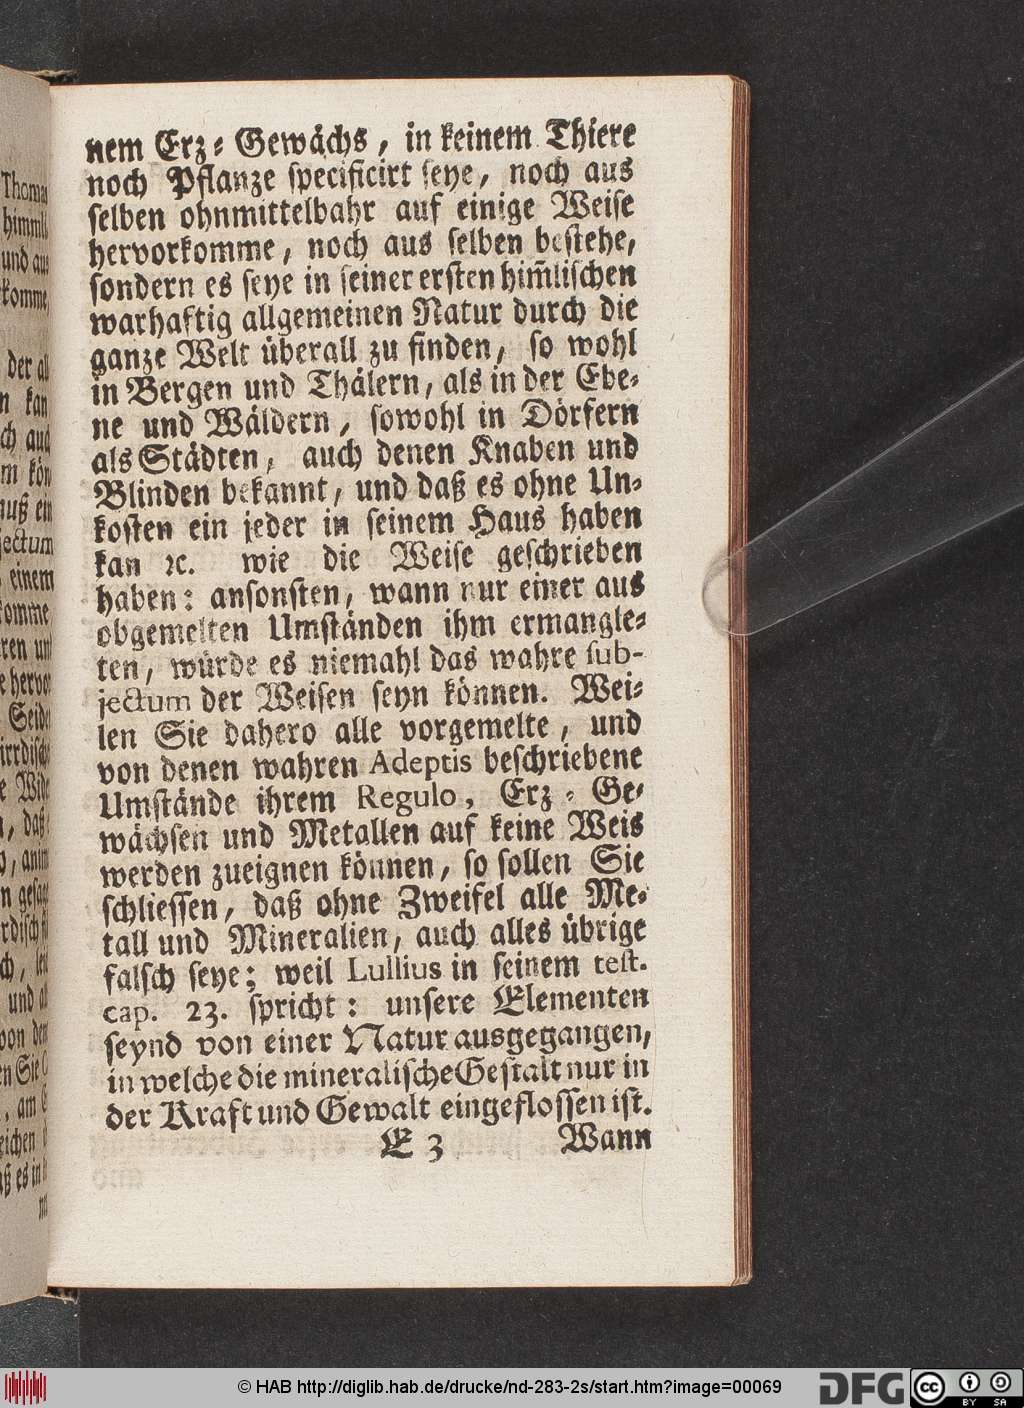 nem Erz-Gewächs, in keinem Thiere
noch Pflanze specificirt seye, noch aus
selben ohnmittelbahr auf einige Weise
hervorkomme, noch aus selben bestehe,
sondern es seye in seiner ersten him̃lischen
warhaftig allgemeinen Natur durch die
ganze Welt überall zu finden, so wohl
in Bergen und Thälern, als in der Ebe-
ne und Wäldern, sowohl in Dörfern
als Städten, auch denen Knaben und
Blinden bekannt, und daß es ohne Un-
kosten ein jeder in seinem Haus haben
kan ꝛc. wie die Weise geschrieben
haben: ansonsten, wann nur einer aus
obgemelten Umständen ihm ermangle-
ten, würde es niemahl das wahre sub-
jectum der Weisen seyn können. Wei-
len Sie dahero alle vorgemelte, und
von denen wahren Adeptis beschriebene
Umstände ihrem Regulo, Erz-Ge-
wächsen und Metallen auf keine Weis
werden zueignen können, so sollen Sie
schliessen, daß ohne Zweifel alle Me-
tall und Mineralien, auch alles übrige
falsch seye; weil Lullius in seinem test.
cap. 23. spricht: unsere Elementen
seynd von einer Natur ausgegangen,
in welche die mineralische Gestalt nur in
der Kraft und Gewalt eingeflossen ist.
E 3 Wann
© HAB http://diglib.hab.de/drucke/nd-283-2s/start.htm?image=00069
DFG
cc BY SA